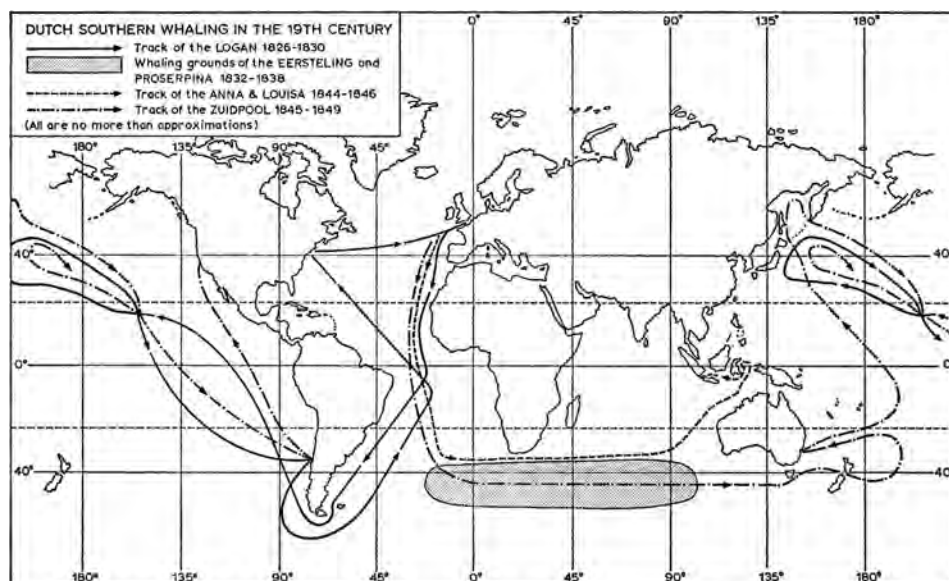 DUTCH SOUTHERN WHALING IN THE 19TH CENTURY
Track of the LOGAN 1826-1830
Whaling grounds of the EERSTELING and
PROSERPINA 1832-1838
Track of the ANNA & LOUISA 1844-1846
Track of the ZUIDPOOL 1845-1849
(All are no more than approximations)
0° 45° 90° 135° 180°
180° 135° 90° 45°
40° 40°
0° 0°
40° 40°
180° 135° 90° 45° 0° 45° 90° 135° 180°